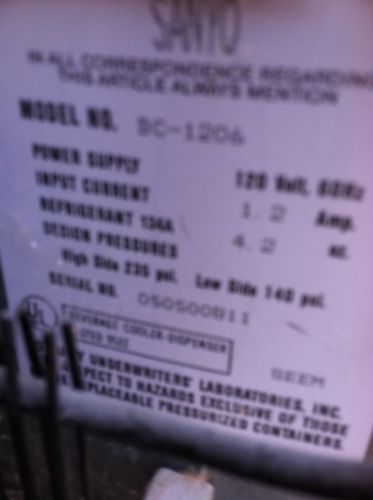 SANYO
IN ALL CORRESPONDENCE REGARDING
THIS ARTICLE ALWAYS MENTION
MODEL NO. BC-1206
POWER SUPPLY 120 Volt, 60Hz
INPUT CURRENT 1.2 Amp.
REFRIGERANT 134A 4.2 oz.
DESIGN PRESSURES
High Side 235 psi. Low Side 140 psi.
SERIAL NO. 050500811
UL
BEVERAGE COOLER-DISPENSER
UNDERWRITERS' LABORATORIES, INC.
TO HAZARDS EXCLUSIVE OF THOSE
REPLACEABLE PRESSURIZED CONTAINERS.